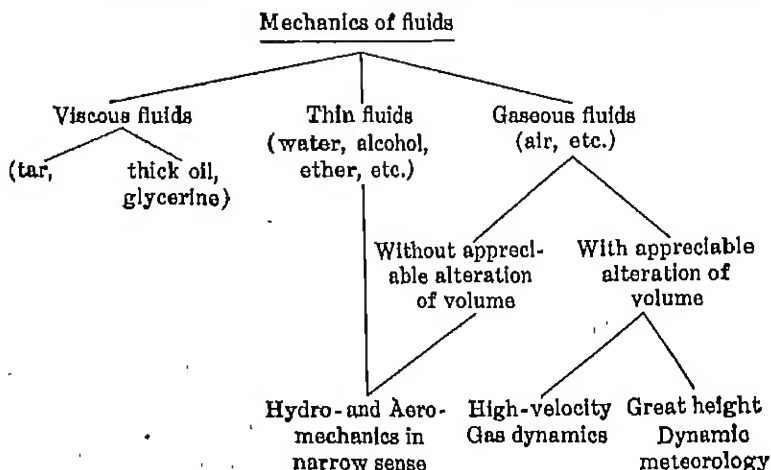 Mechanics of fluids
Viscous fluids
(tar,
thick oil,
glycerine)
Thin fluids
(water, alcohol,
ether, etc.)
Gaseous fluids
(air, etc.)
Without appreci-
able alteration
of volume
With appreciable
alteration of
volume
Hydro- and Aero-
mechanics in
narrow sense
High-velocity
Gas dynamics
Great height
Dynamic
meteorology